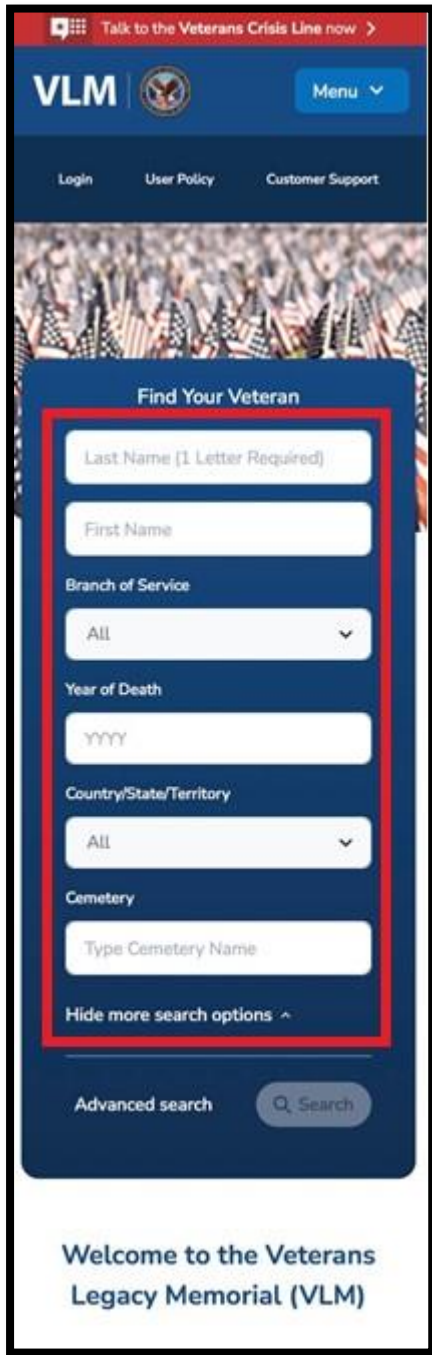 Talk to the Veterans Crisis Line now >
VLM
Menu
Login User Policy Customer Support
Find Your Veteran
Last Name (1 Letter Required)
First Name
Branch of Service
All
Year of Death
YYYY
Country/State/Territory
All
Cemetery
Type Cemetery Name
Hide more search options
Advanced search Search
Welcome to the Veterans
Legacy Memorial (VLM)